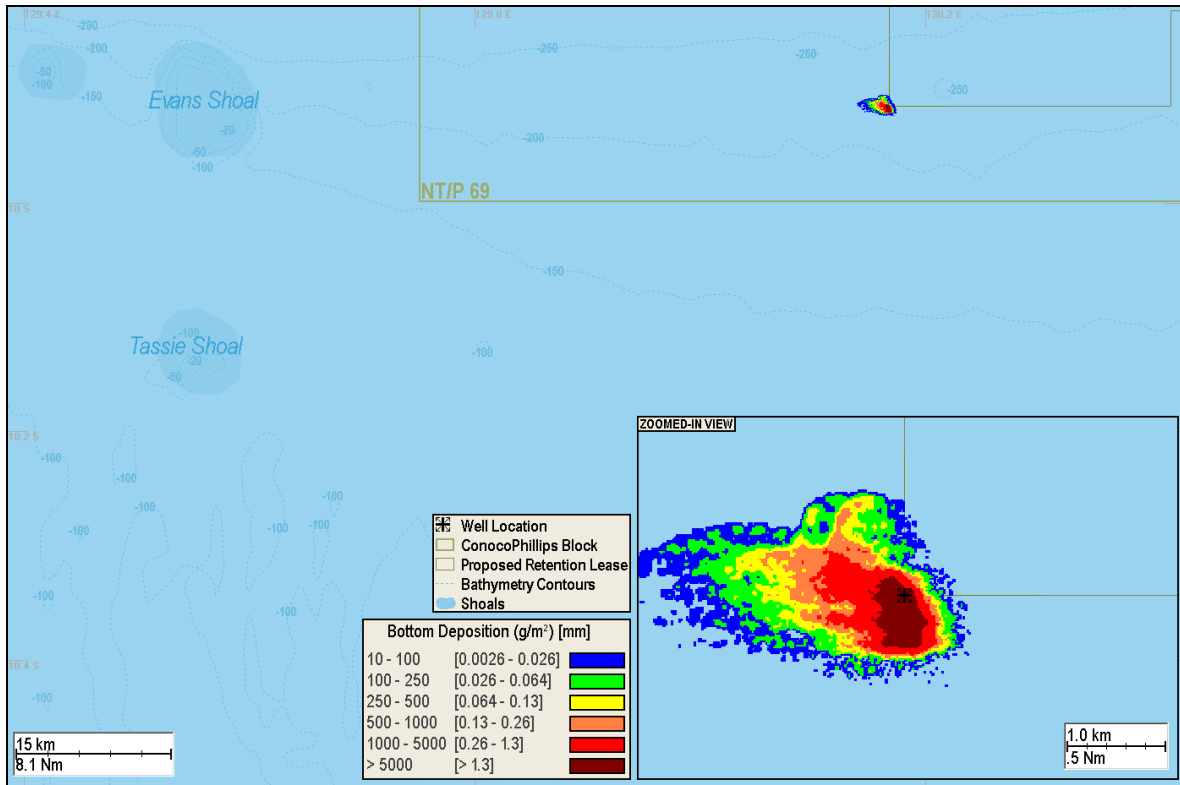 129.4 E
129.8 E
130.2 E
-250
-200
-50
-100
-150
Evans Shoal
-20
-50
-100
-250
-250
-250
-200
NT/P 69
10 S
-150
-100
Tassie Shoal
-20
-50
-100
10.2 S
-100
-100
-100
-100
-100
-100
-100
-100
-100
10.4 S
-100
ZOOMED-IN VIEW
Well Location
ConocoPhillips Block
Proposed Retention Lease
Bathymetry Contours
Shoals
Bottom Deposition (g/m²) [mm]
10 - 100 [0.0026 - 0.026]
100 - 250 [0.026 - 0.064]
250 - 500 [0.064 - 0.13]
500 - 1000 [0.13 - 0.26]
1000 - 5000 [0.26 - 1.3]
> 5000 [> 1.3]
15 km
8.1 Nm
1.0 km
.5 Nm